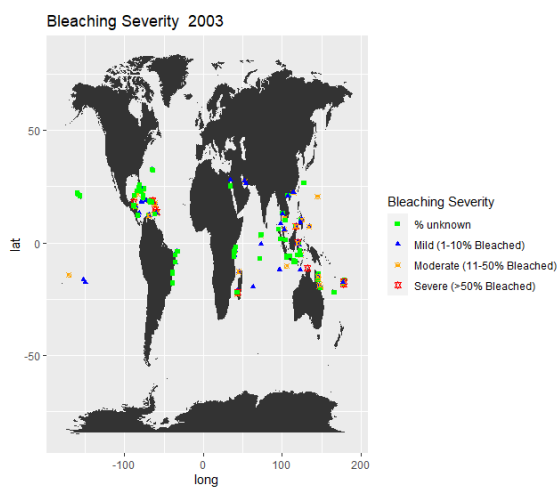 Bleaching Severity  2003
50
0
-50
lat
-100
0
100
200
long
Bleaching Severity
% unknown
Mild (1-10% Bleached)
Moderate (11-50% Bleached)
Severe (>50% Bleached)